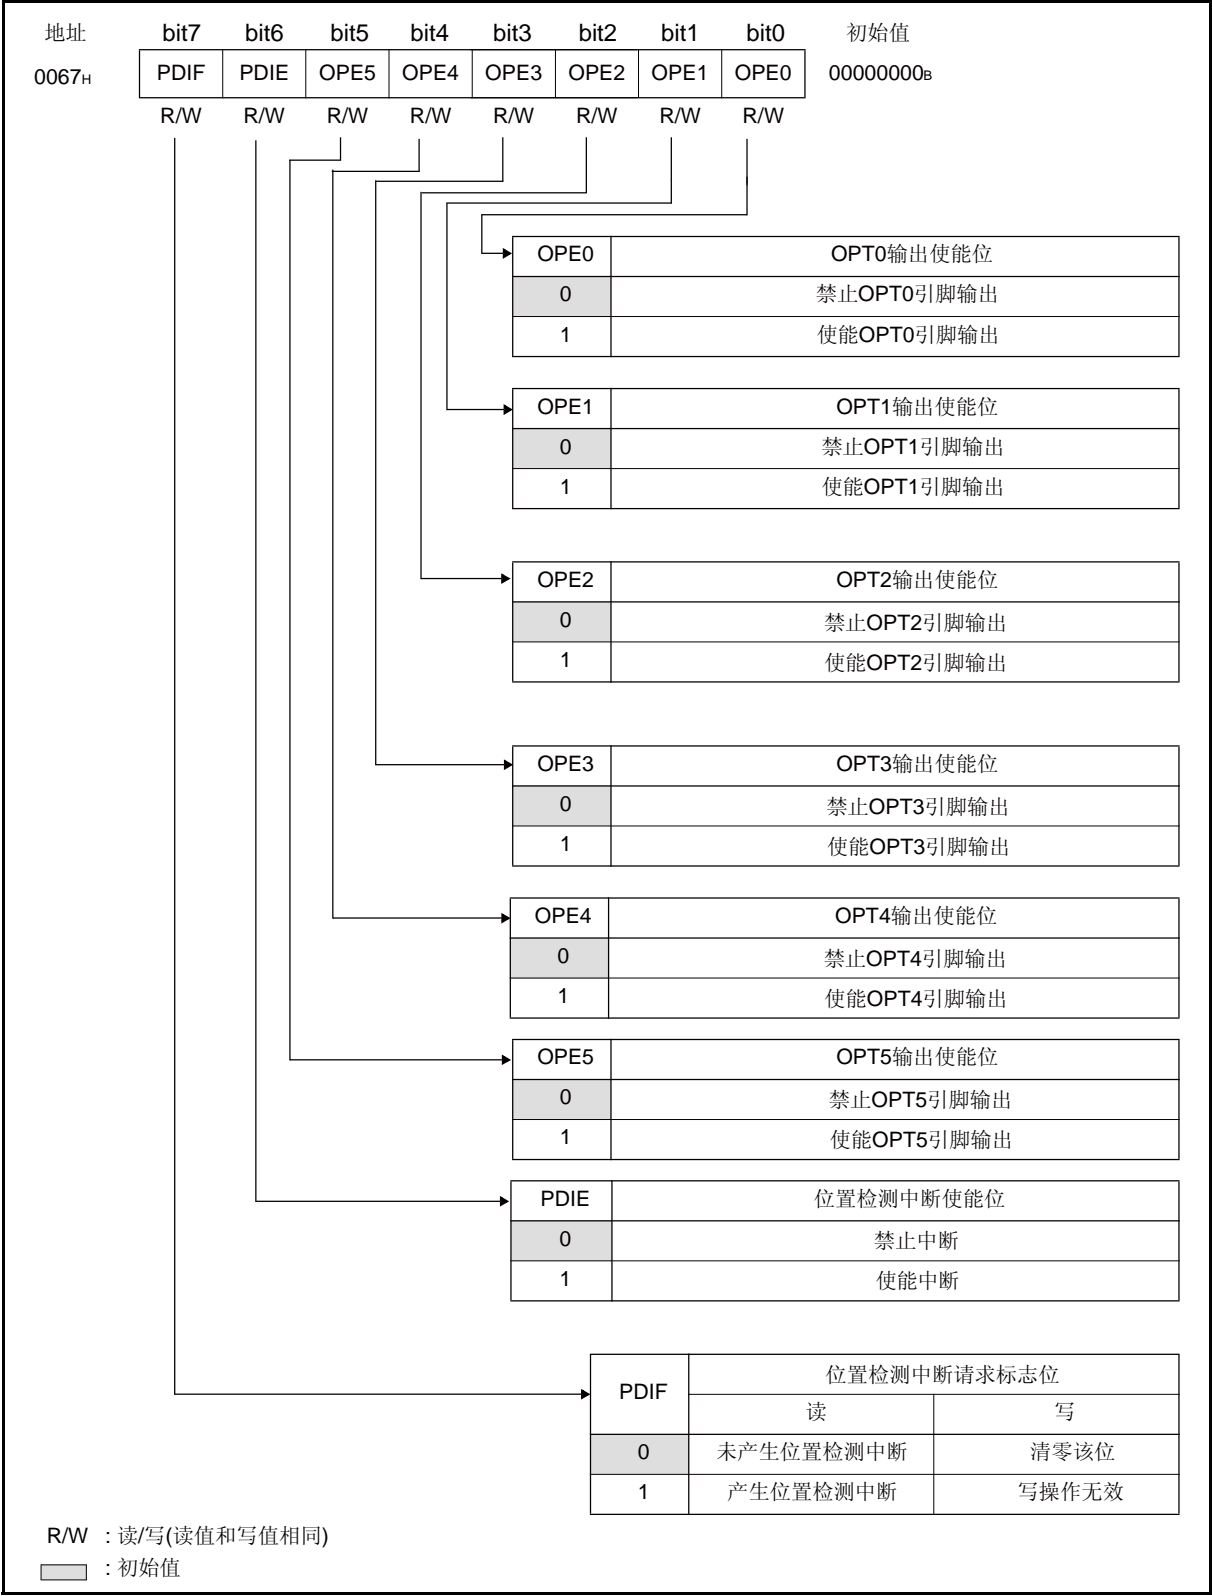 地址 bit7 bit6 bit5 bit4 bit3 bit2 bit1 bit0 初始值
0067H PDIF PDIE OPE5 OPE4 OPE3 OPE2 OPE1 OPE0 00000000B
R/W R/W R/W R/W R/W R/W R/W R/W
OPE0 OPT0输出使能位
0 禁止OPT0引脚输出
1 使能OPT0引脚输出
OPE1 OPT1输出使能位
0 禁止OPT1引脚输出
1 使能OPT1引脚输出
OPE2 OPT2输出使能位
0 禁止OPT2引脚输出
1 使能OPT2引脚输出
OPE3 OPT3输出使能位
0 禁止OPT3引脚输出
1 使能OPT3引脚输出
OPE4 OPT4输出使能位
0 禁止OPT4引脚输出
1 使能OPT4引脚输出
OPE5 OPT5输出使能位
0 禁止OPT5引脚输出
1 使能OPT5引脚输出
PDIE 位置检测中断使能位
0 禁止中断
1 使能中断
PDIF 位置检测中断请求标志位
读 写
0 未产生位置检测中断 清零该位
1 产生位置检测中断 写操作无效
R/W : 读/写(读值和写值相同)
: 初始值